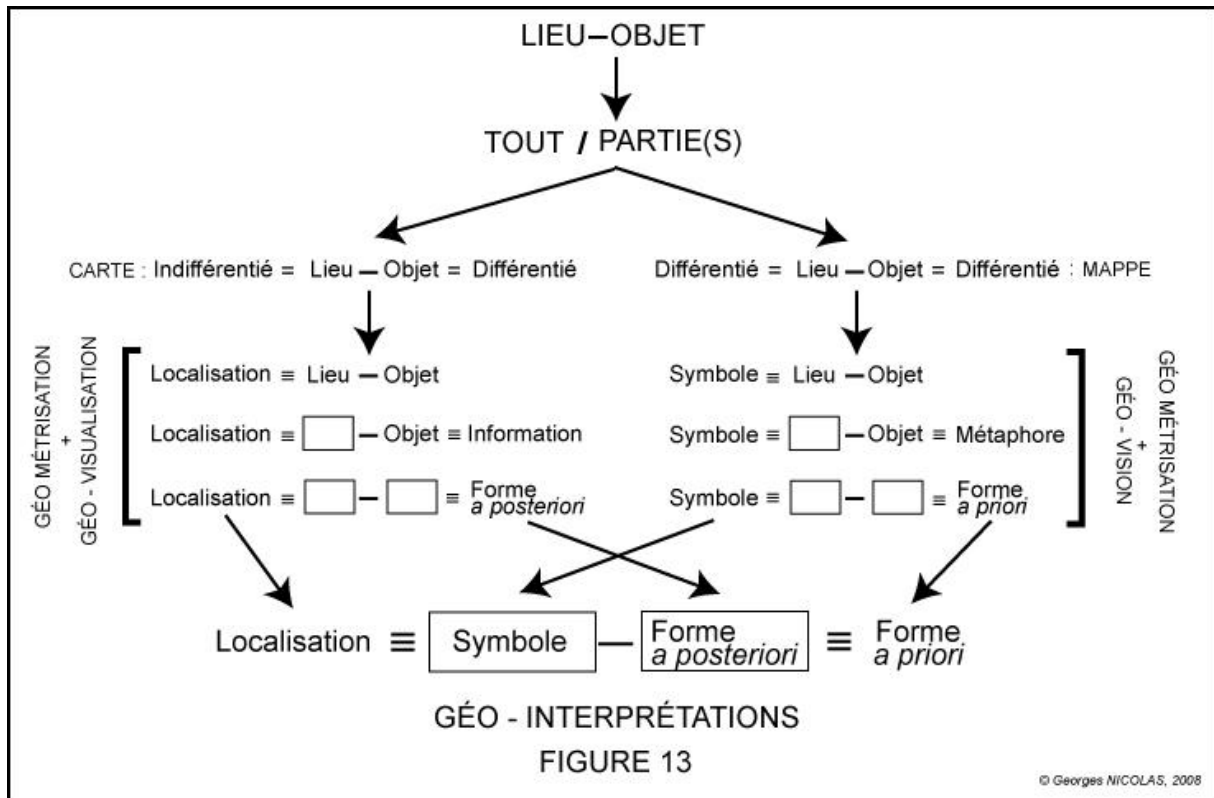 LIEU–OBJET
TOUT / PARTIE(S)
CARTE : Indifférentié = Lieu – Objet = Différentié
Différentié = Lieu – Objet = Différentié : MAPPE
GÉO MÉTRISATION
+
GÉO - VISUALISATION
Localisation ≡ Lieu – Objet
Localisation ≡ – Objet ≡ Information
Localisation ≡ – ≡ Forme
a posteriori
Symbole ≡ Lieu – Objet
Symbole ≡ – Objet ≡ Métaphore
Symbole ≡ – ≡ Forme
a priori
GÉO MÉTRISATION
+
GÉO - VISION
Localisation ≡ Symbole – Forme a posteriori ≡ Forme a priori
GÉO - INTERPRÉTATIONS
FIGURE 13
© Georges NICOLAS, 2008